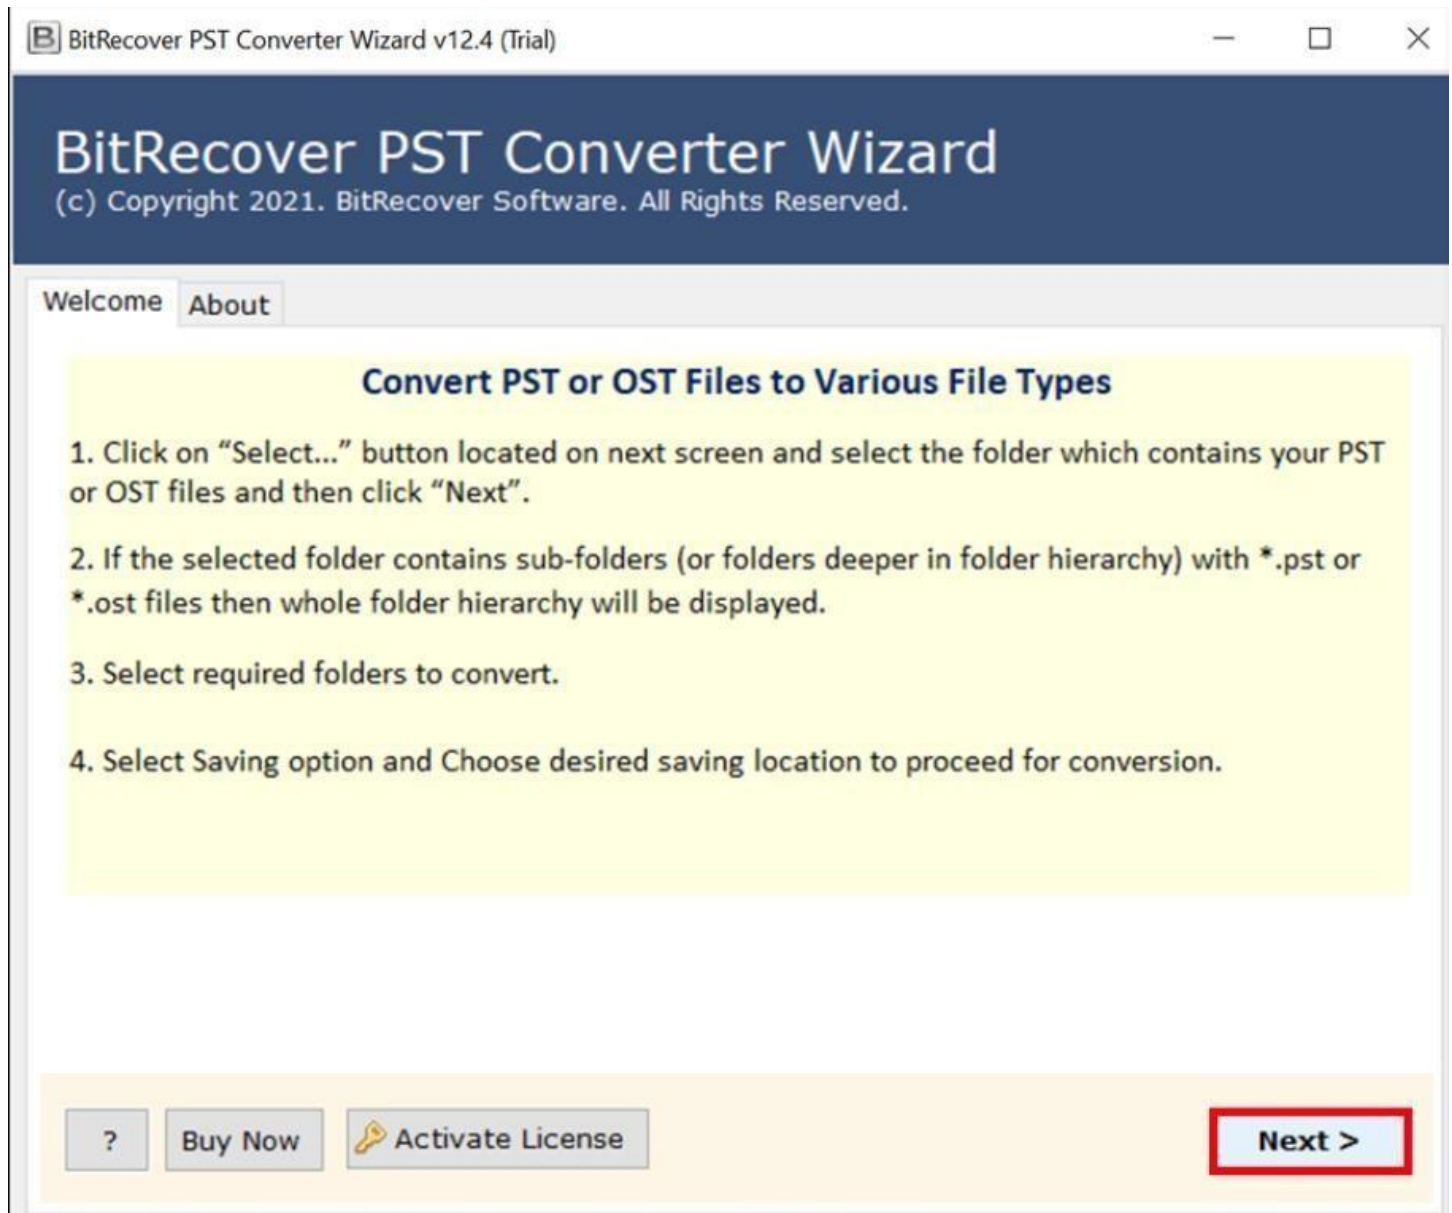 BitRecover PST Converter Wizard v12.4 (Trial)
BitRecover PST Converter Wizard
(c) Copyright 2021. BitRecover Software. All Rights Reserved.
Welcome About
Convert PST or OST Files to Various File Types
1. Click on “Select...” button located on next screen and select the folder which contains your PST
or OST files and then click “Next”.
2. If the selected folder contains sub-folders (or folders deeper in folder hierarchy) with *.pst or
*.ost files then whole folder hierarchy will be displayed.
3. Select required folders to convert.
4. Select Saving option and Choose desired saving location to proceed for conversion.
? Buy Now Activate License Next >